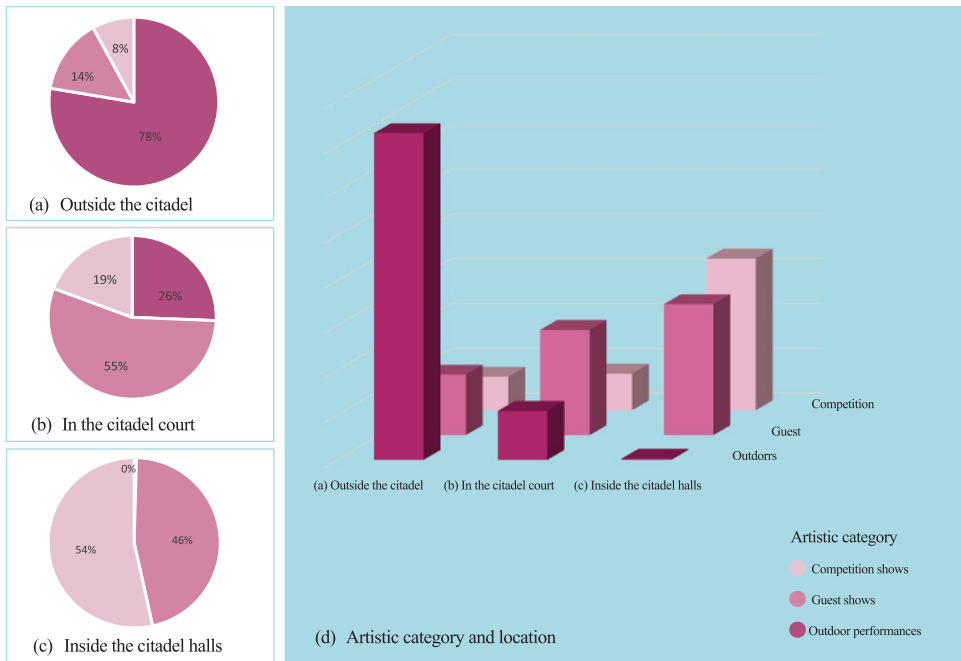 8%
14%
78%
(a) Outside the citadel
19%
26%
55%
(b) In the citadel court
0%
54%
46%
(c) Inside the citadel halls
Competition
Guest
Outdorrs
(a) Outside the citadel (b) In the citadel court (c) Inside the citadel halls
Artistic category
Competition shows
Guest shows
Outdoor performances
(d) Artistic category and location